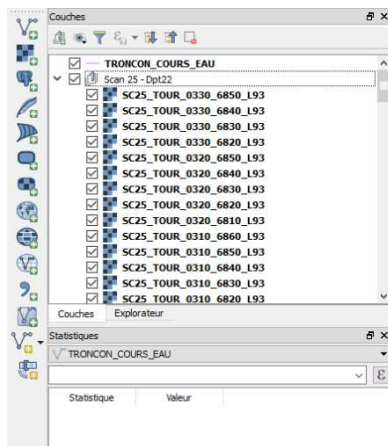 Couches
TRONCON_COURS_EAU
Scan 25 - Dpt22
SC25_TOUR_0330_6850_L93
SC25_TOUR_0330_6840_L93
SC25_TOUR_0330_6830_L93
SC25_TOUR_0330_6820_L93
SC25_TOUR_0320_6850_L93
SC25_TOUR_0320_6840_L93
SC25_TOUR_0320_6830_L93
SC25_TOUR_0320_6820_L93
SC25_TOUR_0320_6810_L93
SC25_TOUR_0310_6860_L93
SC25_TOUR_0310_6850_L93
SC25_TOUR_0310_6840_L93
SC25_TOUR_0310_6830_L93
SC25_TOUR_0310_6820_L93
Couches Explorateur
Statistiques
TRONCON_COURS_EAU
ε
Statistique Valeur